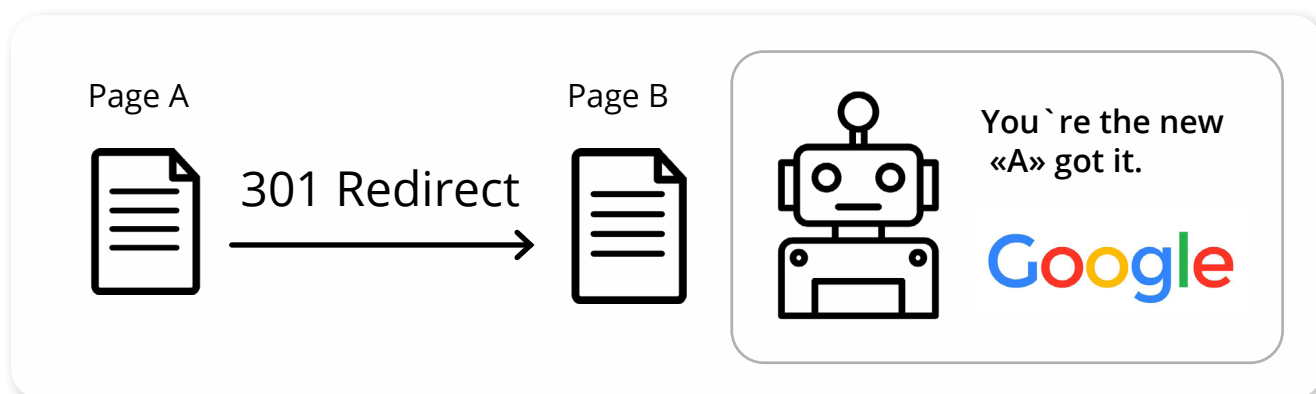 Page A
301 Redirect
Page B
You`re the new
«A» got it.
Google